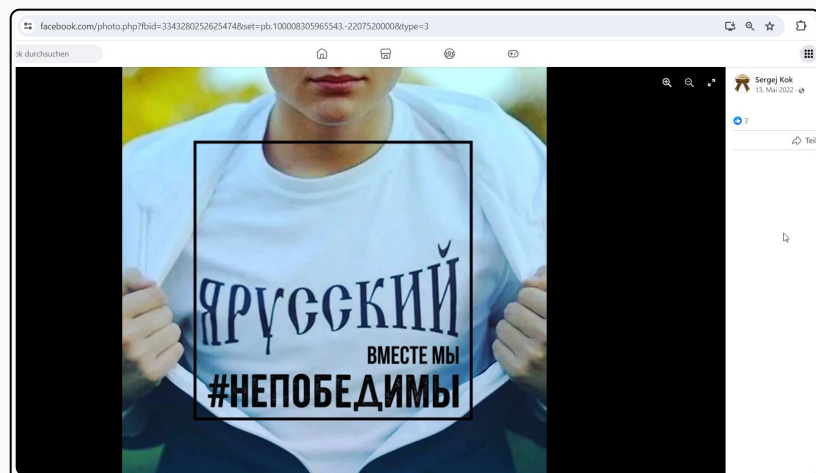 facebook.com/photo.php?fbid=3343280252625474&set=pb.100008305965543.-2207520000&type=3
ok durchsuchen
Sergej Kok
13. Mai 2022 ·
7
Teil
ЯРУССКИЙ
ВМЕСТЕ МЫ
#НЕПОБЕДИМЫ